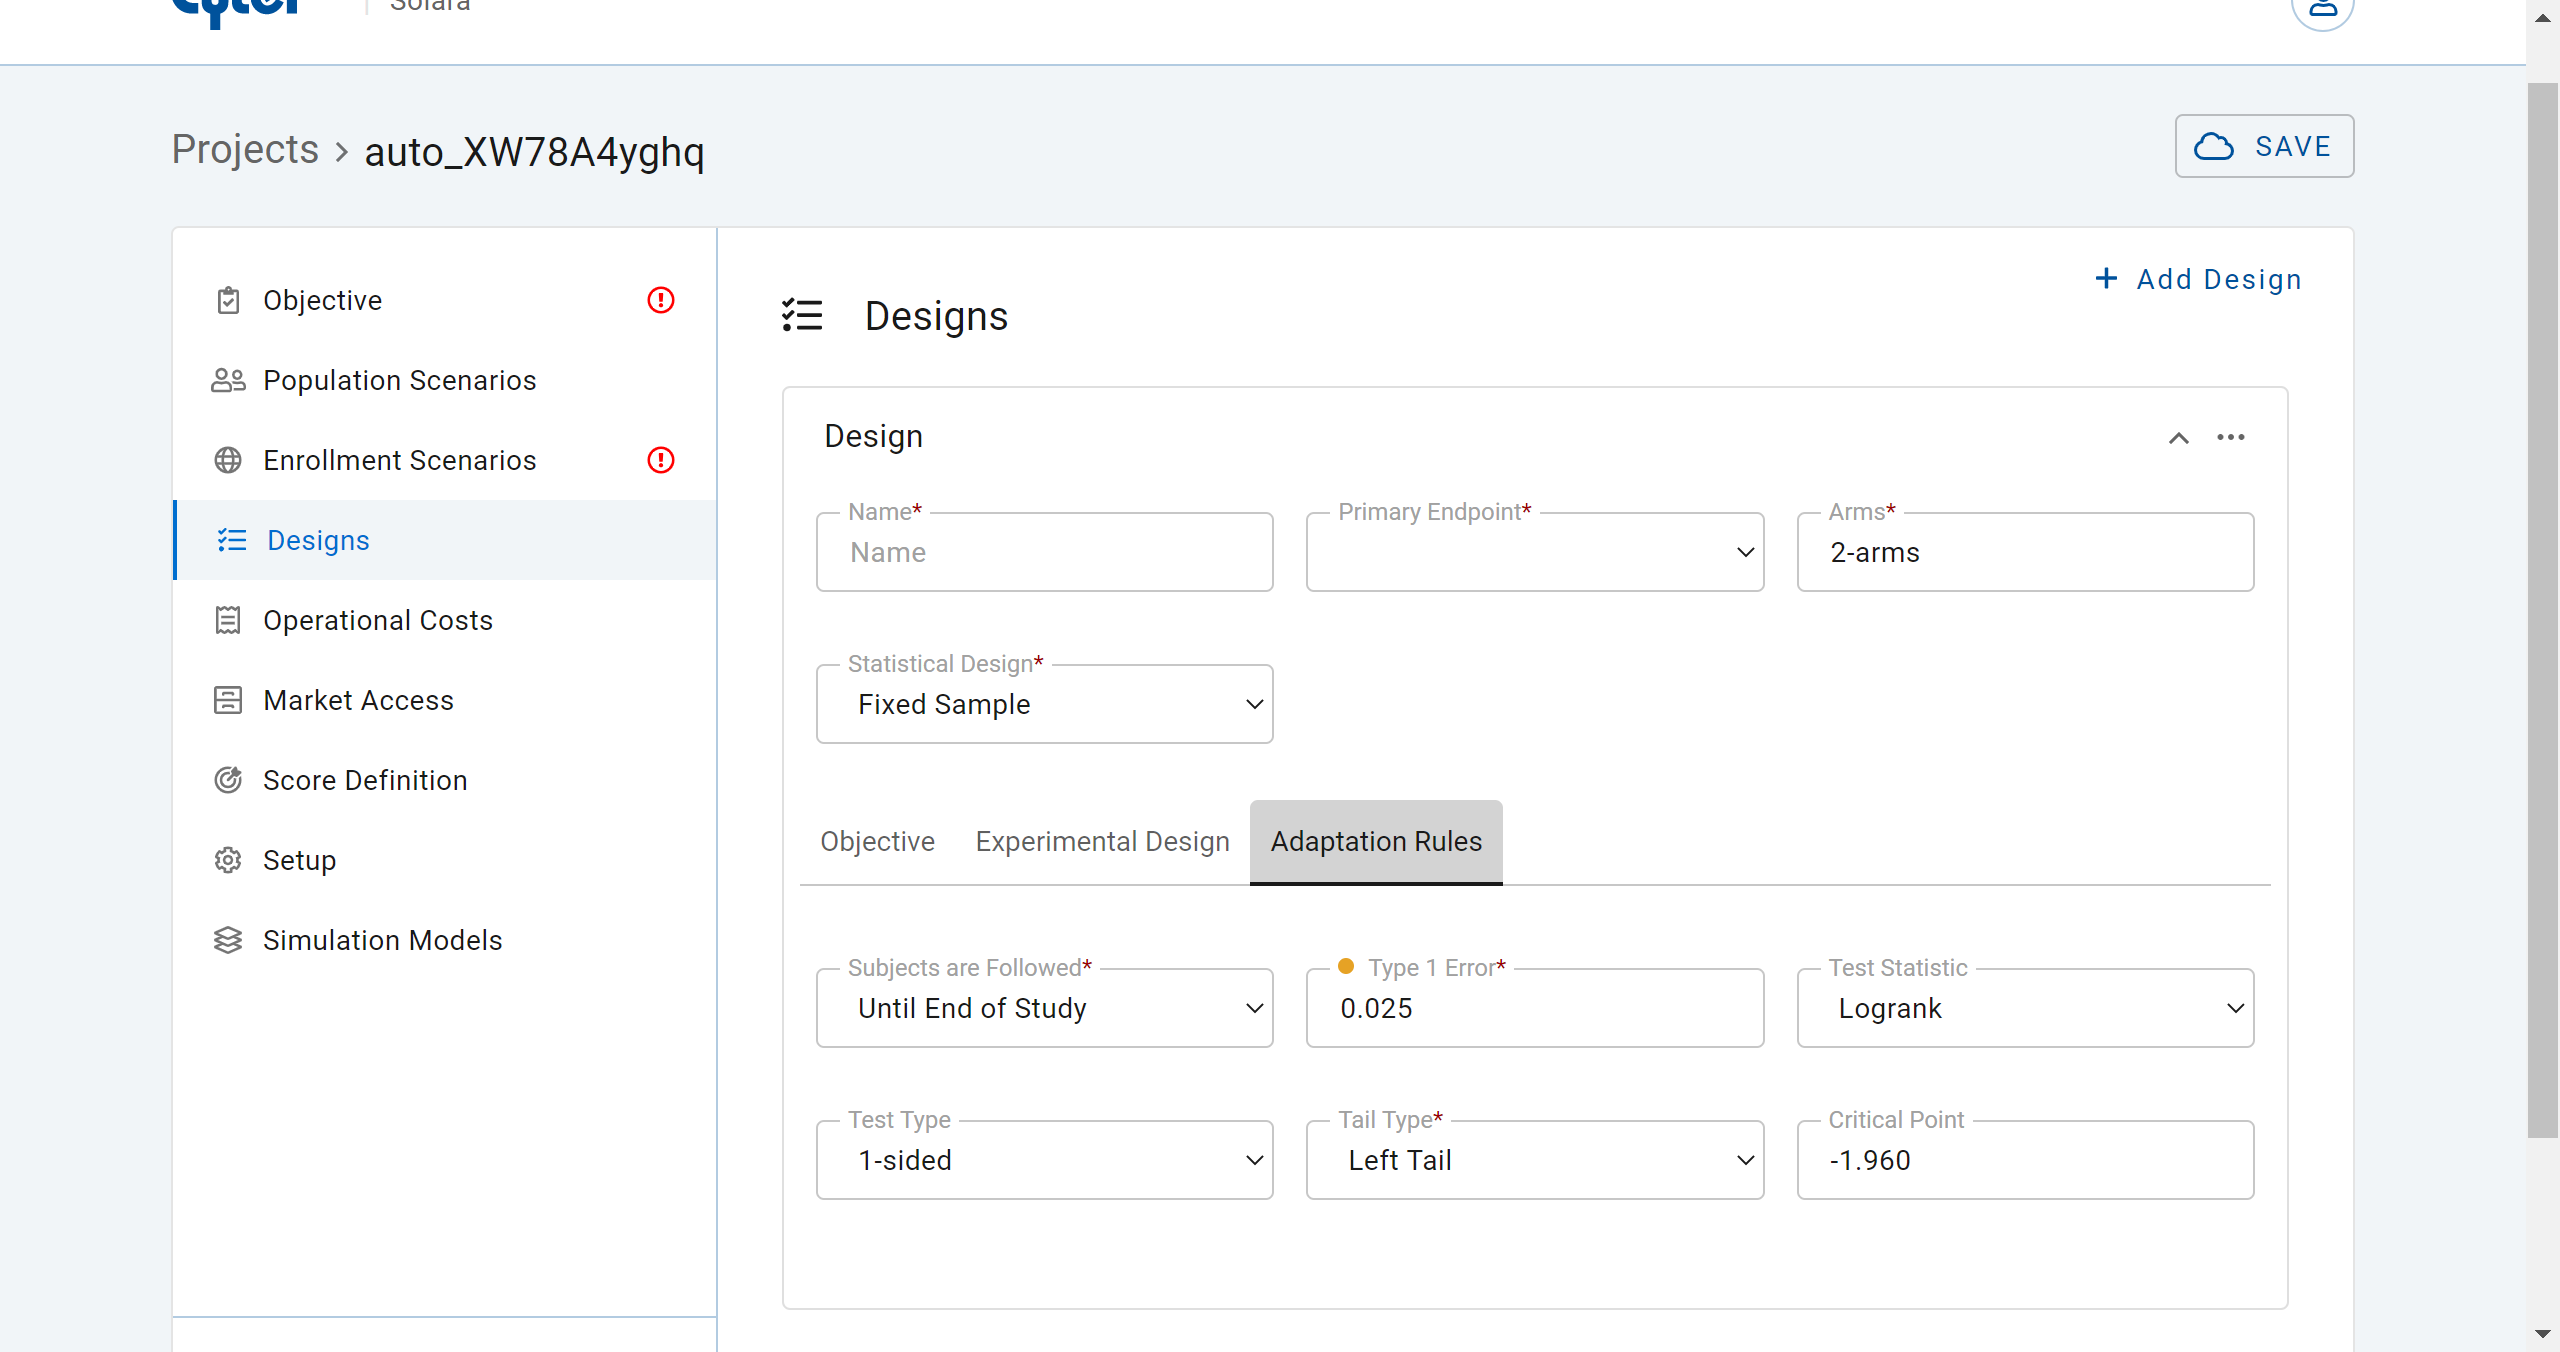 Solara
Projects > auto_XW78A4yghq
SAVE
Objective
Population Scenarios
Enrollment Scenarios
Designs
Operational Costs
Market Access
Score Definition
Setup
Simulation Models
+ Add Design
Designs
Design
Name*
Name
Primary Endpoint*
Arms*
2-arms
Statistical Design*
Fixed Sample
Objective
Experimental Design
Adaptation Rules
Subjects are Followed*
Until End of Study
Type 1 Error*
0.025
Test Statistic
Logrank
Test Type
1-sided
Tail Type*
Left Tail
Critical Point
-1.960